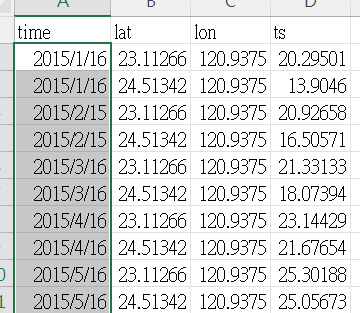 A B C D
time lat lon ts
2015/1/16 23.11266 120.9375 20.29501
2015/1/16 24.51342 120.9375 13.9046
2015/2/15 23.11266 120.9375 20.92658
2015/2/15 24.51342 120.9375 16.50571
2015/3/16 23.11266 120.9375 21.33133
2015/3/16 24.51342 120.9375 18.07394
2015/4/16 23.11266 120.9375 23.14429
2015/4/16 24.51342 120.9375 21.67654
2015/5/16 23.11266 120.9375 25.30188
2015/5/16 24.51342 120.9375 25.05673